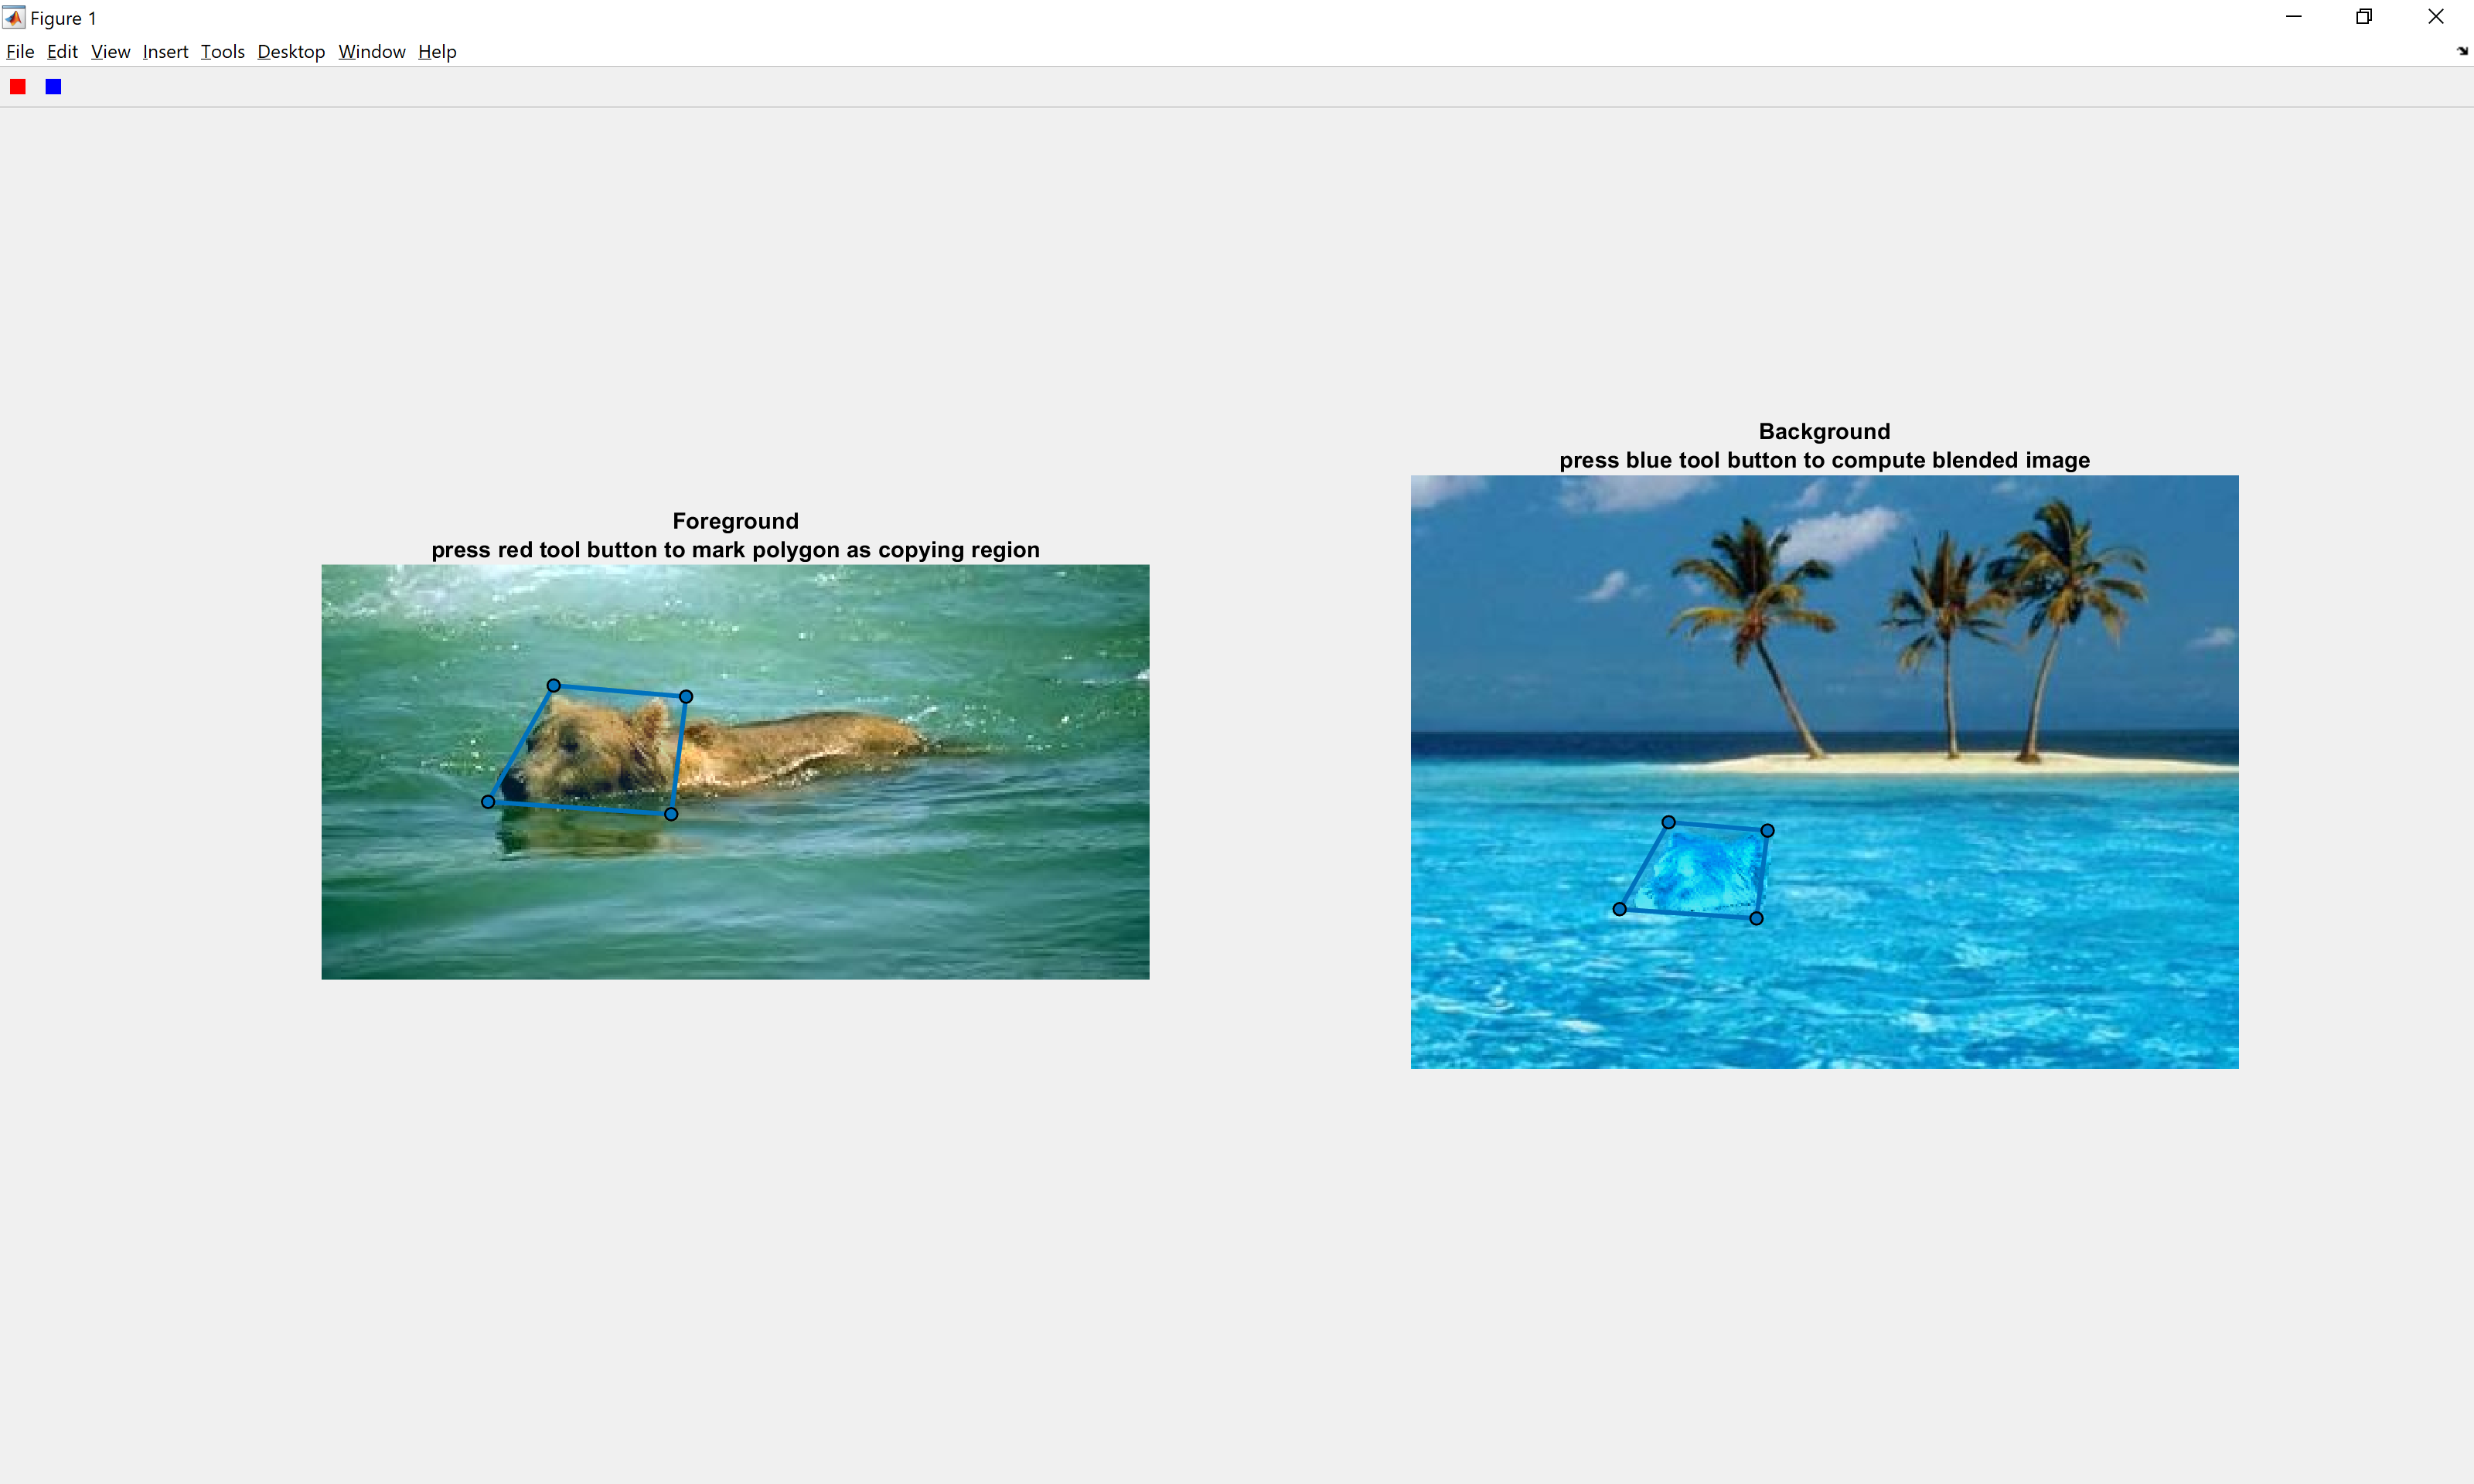 Figure 1
File Edit View Insert Tools Desktop Window Help
Foreground
press red tool button to mark polygon as copying region
Background
press blue tool button to compute blended image